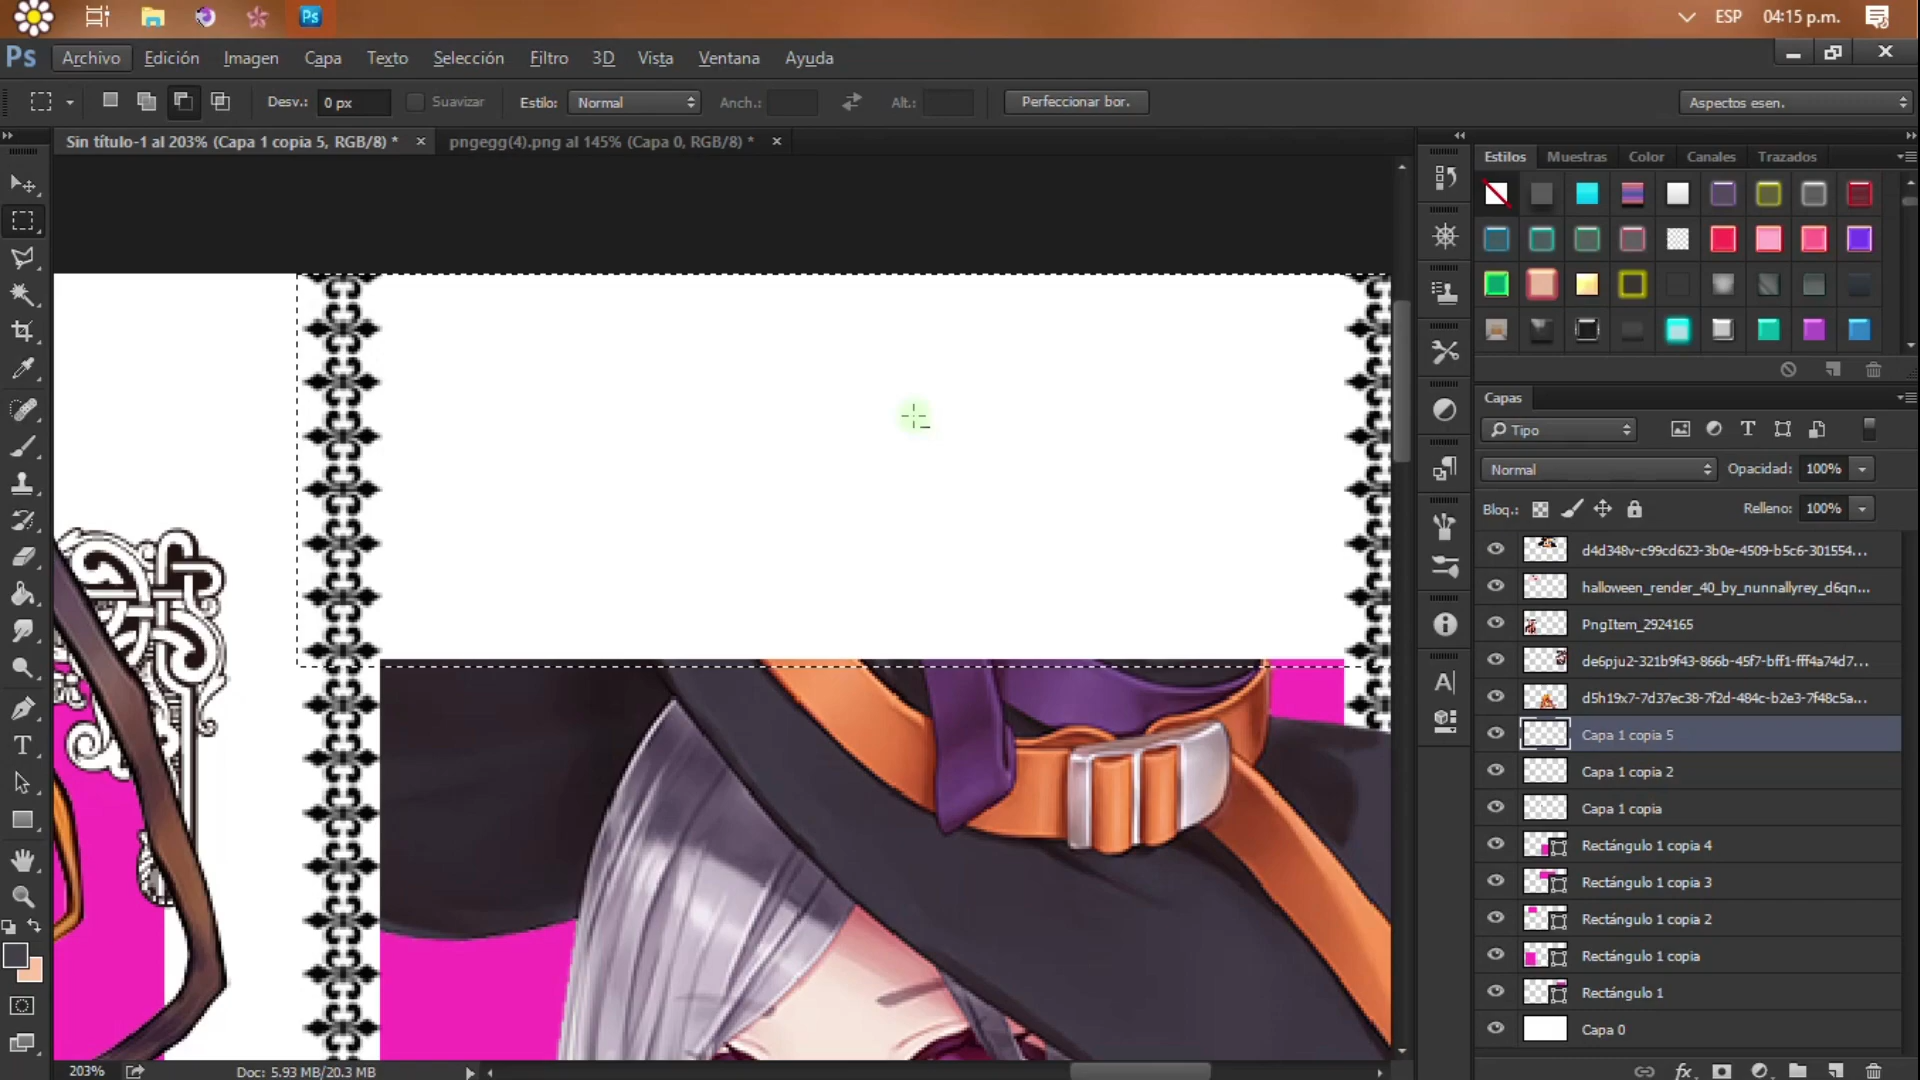 Ps
ESP
04:15 p.m.
Ps
Archivo
Edición
Imagen
Capa
Texto
Selección
Filtro
3D
Vista
Ventana
Ayuda
Desv.:
0 px
Suavizar
Estilo:
Normal
Anch.:
Alt.:
Perfeccionar bor.
Aspectos esen.
Sin título-1 al 203% (Capa 1 copia 5, RGB/8) *
pngegg(4).png al 145% (Capa 0, RGB/8) *
Estilos
Muestras
Color
Canales
Trazados
Capas
Tipo
Normal
Opacidad:
100%
Bloq.:
Relleno:
100%
d4d348v-c99cd623-3b0e-4509-b5c6-301554...
halloween_render_40_by_nunnallyrey_d6qn...
PngItem_2924165
de6pju2-321b9f43-866b-45f7-bff1-fff4a74d7...
d5h19x7-7d37ec38-7f2d-484c-b2e3-7f48c5a...
Capa 1 copia 5
Capa 1 copia 2
Capa 1 copia
Rectángulo 1 copia 4
Rectángulo 1 copia 3
Rectángulo 1 copia 2
Rectángulo 1 copia
Rectángulo 1
Capa 0
203%
Doc: 5.93 MB/20.3 MB
fx